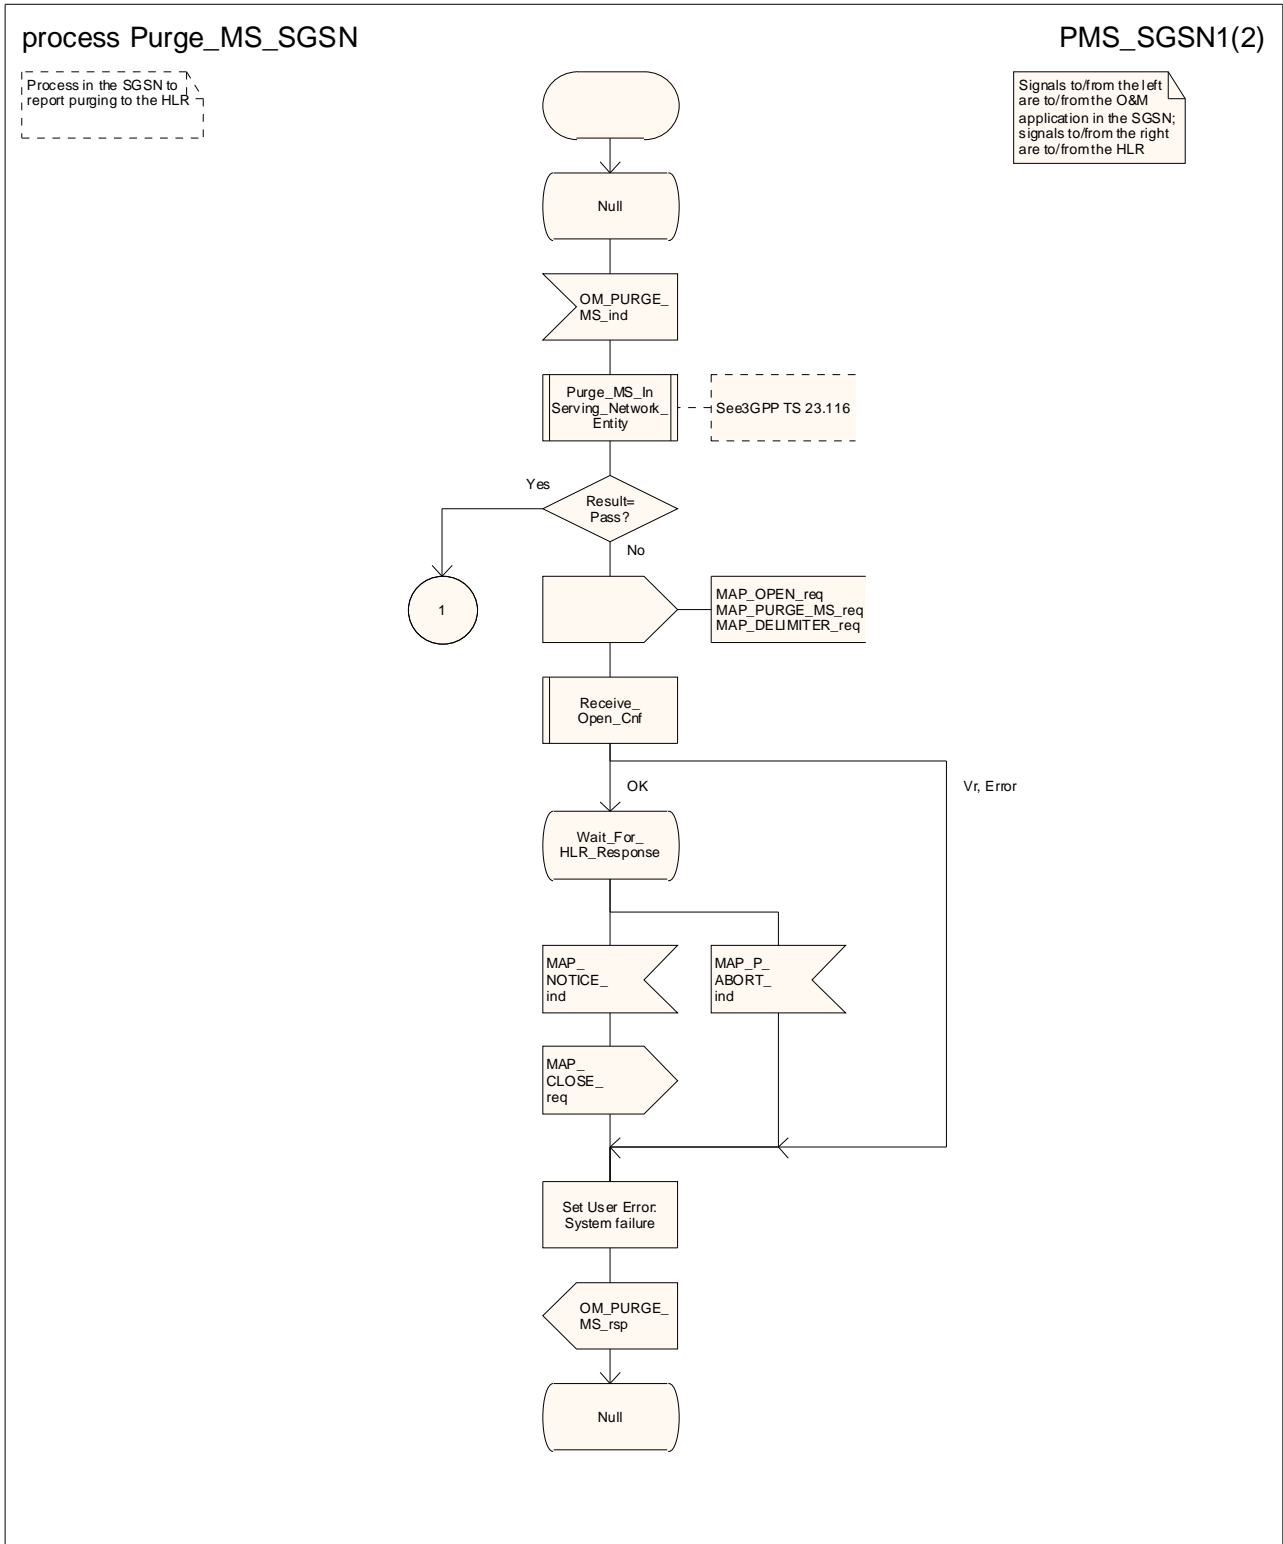 process Purge_MS_SGSN
PMS_SGSN1(2)
Process in the SGSN to
report purging to the HLR
Signals to/from the left
are to/from the O&M
application in the SGSN;
signals to/from the right
are to/from the HLR
Null
OM_PURGE_
MS_ind
Purge_MS_In
Serving_Network_
Entity
See3GPP TS 23.116
Yes
Result=
Pass?
No
1
MAP_OPEN_req
MAP_PURGE_MS_req
MAP_DELIMITER_req
Receive_
Open_Cnf
OK
Vr, Error
Wait_For_
HLR_Response
MAP_
NOTICE_
ind
MAP_P_
ABORT_
ind
MAP_
CLOSE_
req
Set User Error:
System failure
OM_PURGE_
MS_rsp
Null